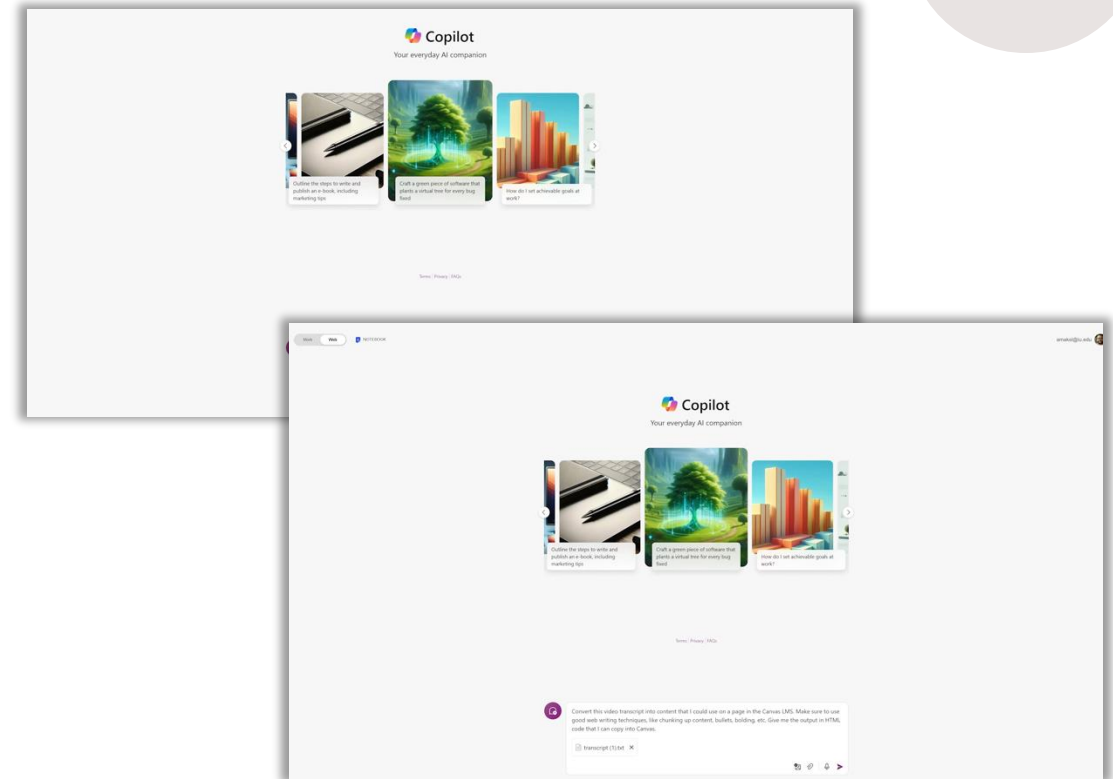 Copilot
Your everyday AI companion
Outline the steps to write and
publish an e-book, including
marketing tips
Craft a green piece of software that
plants a virtual tree for every bug
fixed
How do I set achievable goals at
work?
Terms | Privacy | FAQs
Work
Web
NOTEBOOK
Copilot
Your everyday AI companion
Outline the steps to write and
publish an e-book, including
marketing tips
Craft a green piece of software that
plants a virtual tree for every bug
fixed
How do I set achievable goals at
work?
Terms | Privacy | FAQs
Convert this video transcript into content that I could use on a page in the Canvas LMS. Make sure to use
good web writing techniques, like chunking up content, bullets, bolding, etc. Give me the output in HTML
code that I can copy into Canvas.
transcript (1).txt